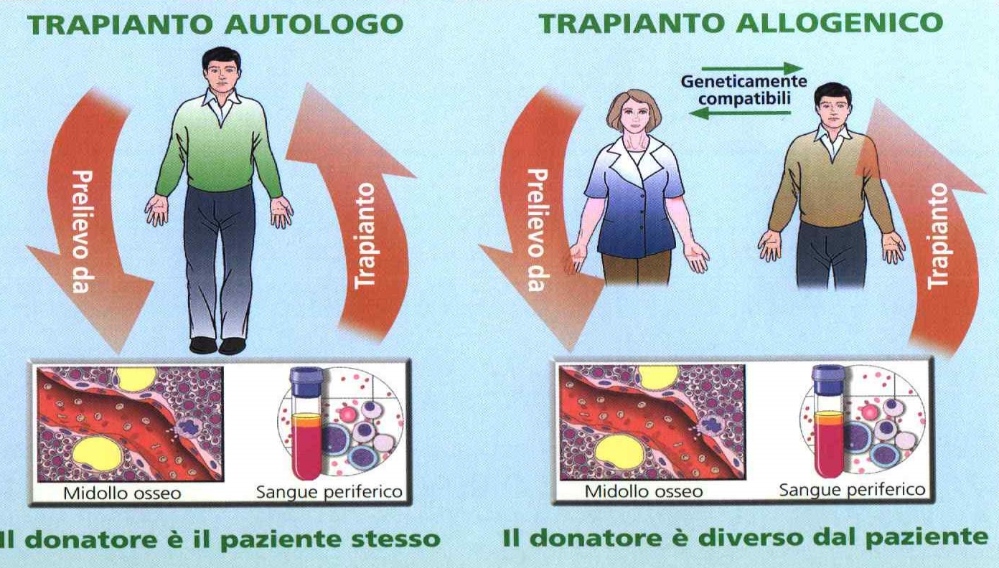 TRAPIANTO AUTOLOGO
Prelievo da
Trapianto
Midollo osseo
Sangue periferico
Il donatore è il paziente stesso
TRAPIANTO ALLOGENICO
Geneticamente
compatibili
Prelievo da
Trapianto
Midollo osseo
Sangue periferico
Il donatore è diverso dal paziente